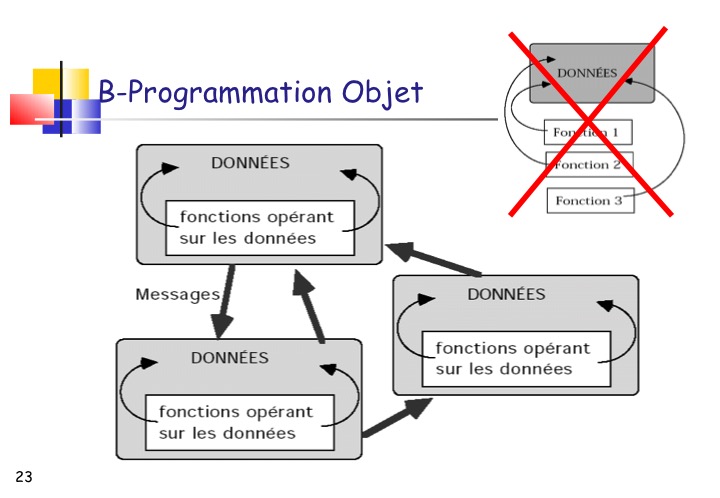 B-Programmation Objet
DONNÉES
Fonction 1
Fonction 2
Fonction 3
DONNÉES
fonctions opérant
sur les données
Messages
DONNÉES
fonctions opérant
sur les données
DONNÉES
fonctions opérant
sur les données
23